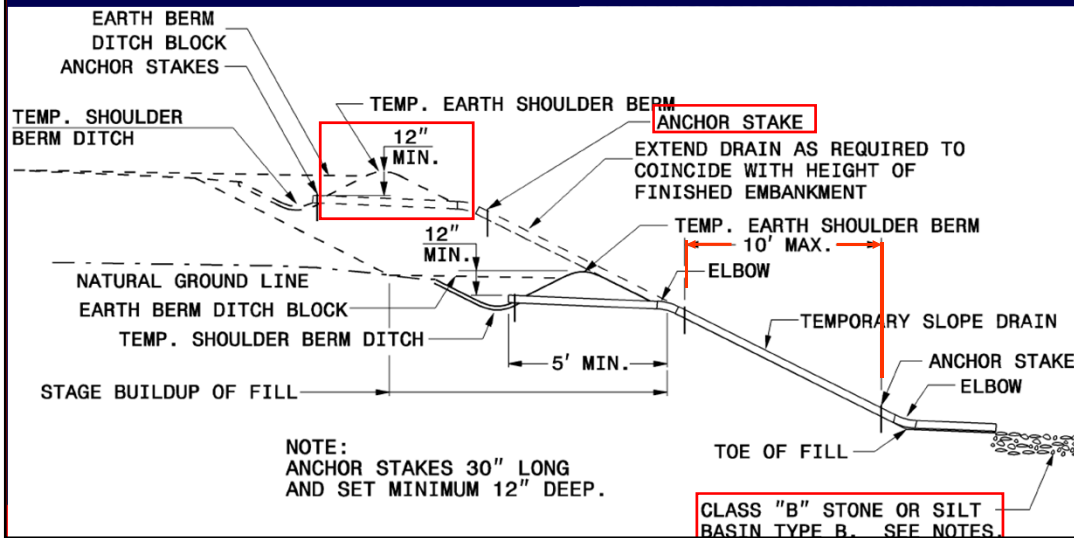 EARTH BERM
DITCH BLOCK
ANCHOR STAKES
TEMP. SHOULDER
BERM DITCH
TEMP. EARTH SHOULDER BERM
12"
MIN.
ANCHOR STAKE
EXTEND DRAIN AS REQUIRED TO
COINCIDE WITH HEIGHT OF
FINISHED EMBANKMENT
TEMP. EARTH SHOULDER BERM
12"
MIN.
10' MAX.
NATURAL GROUND LINE
ELBOW
EARTH BERM DITCH BLOCK
TEMP. SHOULDER BERM DITCH
TEMPORARY SLOPE DRAIN
5' MIN.
ANCHOR STAKE
ELBOW
STAGE BUILDUP OF FILL
TOE OF FILL
NOTE:
ANCHOR STAKES 30" LONG
AND SET MINIMUM 12" DEEP.
CLASS "B" STONE OR SILT
BASIN TYPE B. SEE NOTES.